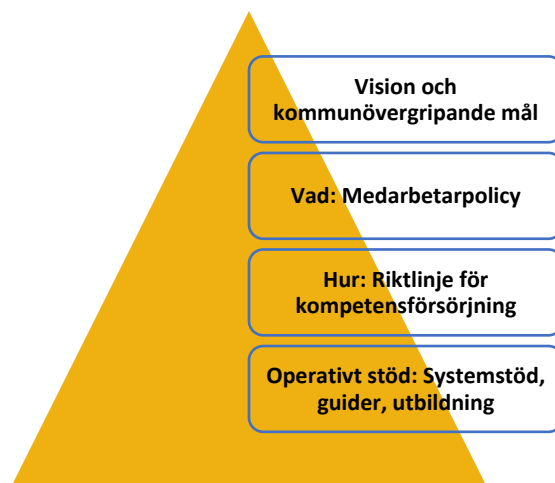 Vision och
kommunövergripande mål
Vad: Medarbetarpolicy
Hur: Riktlinje för
kompetensförsörjning
Operativt stöd: Systemstöd,
guider, utbildning